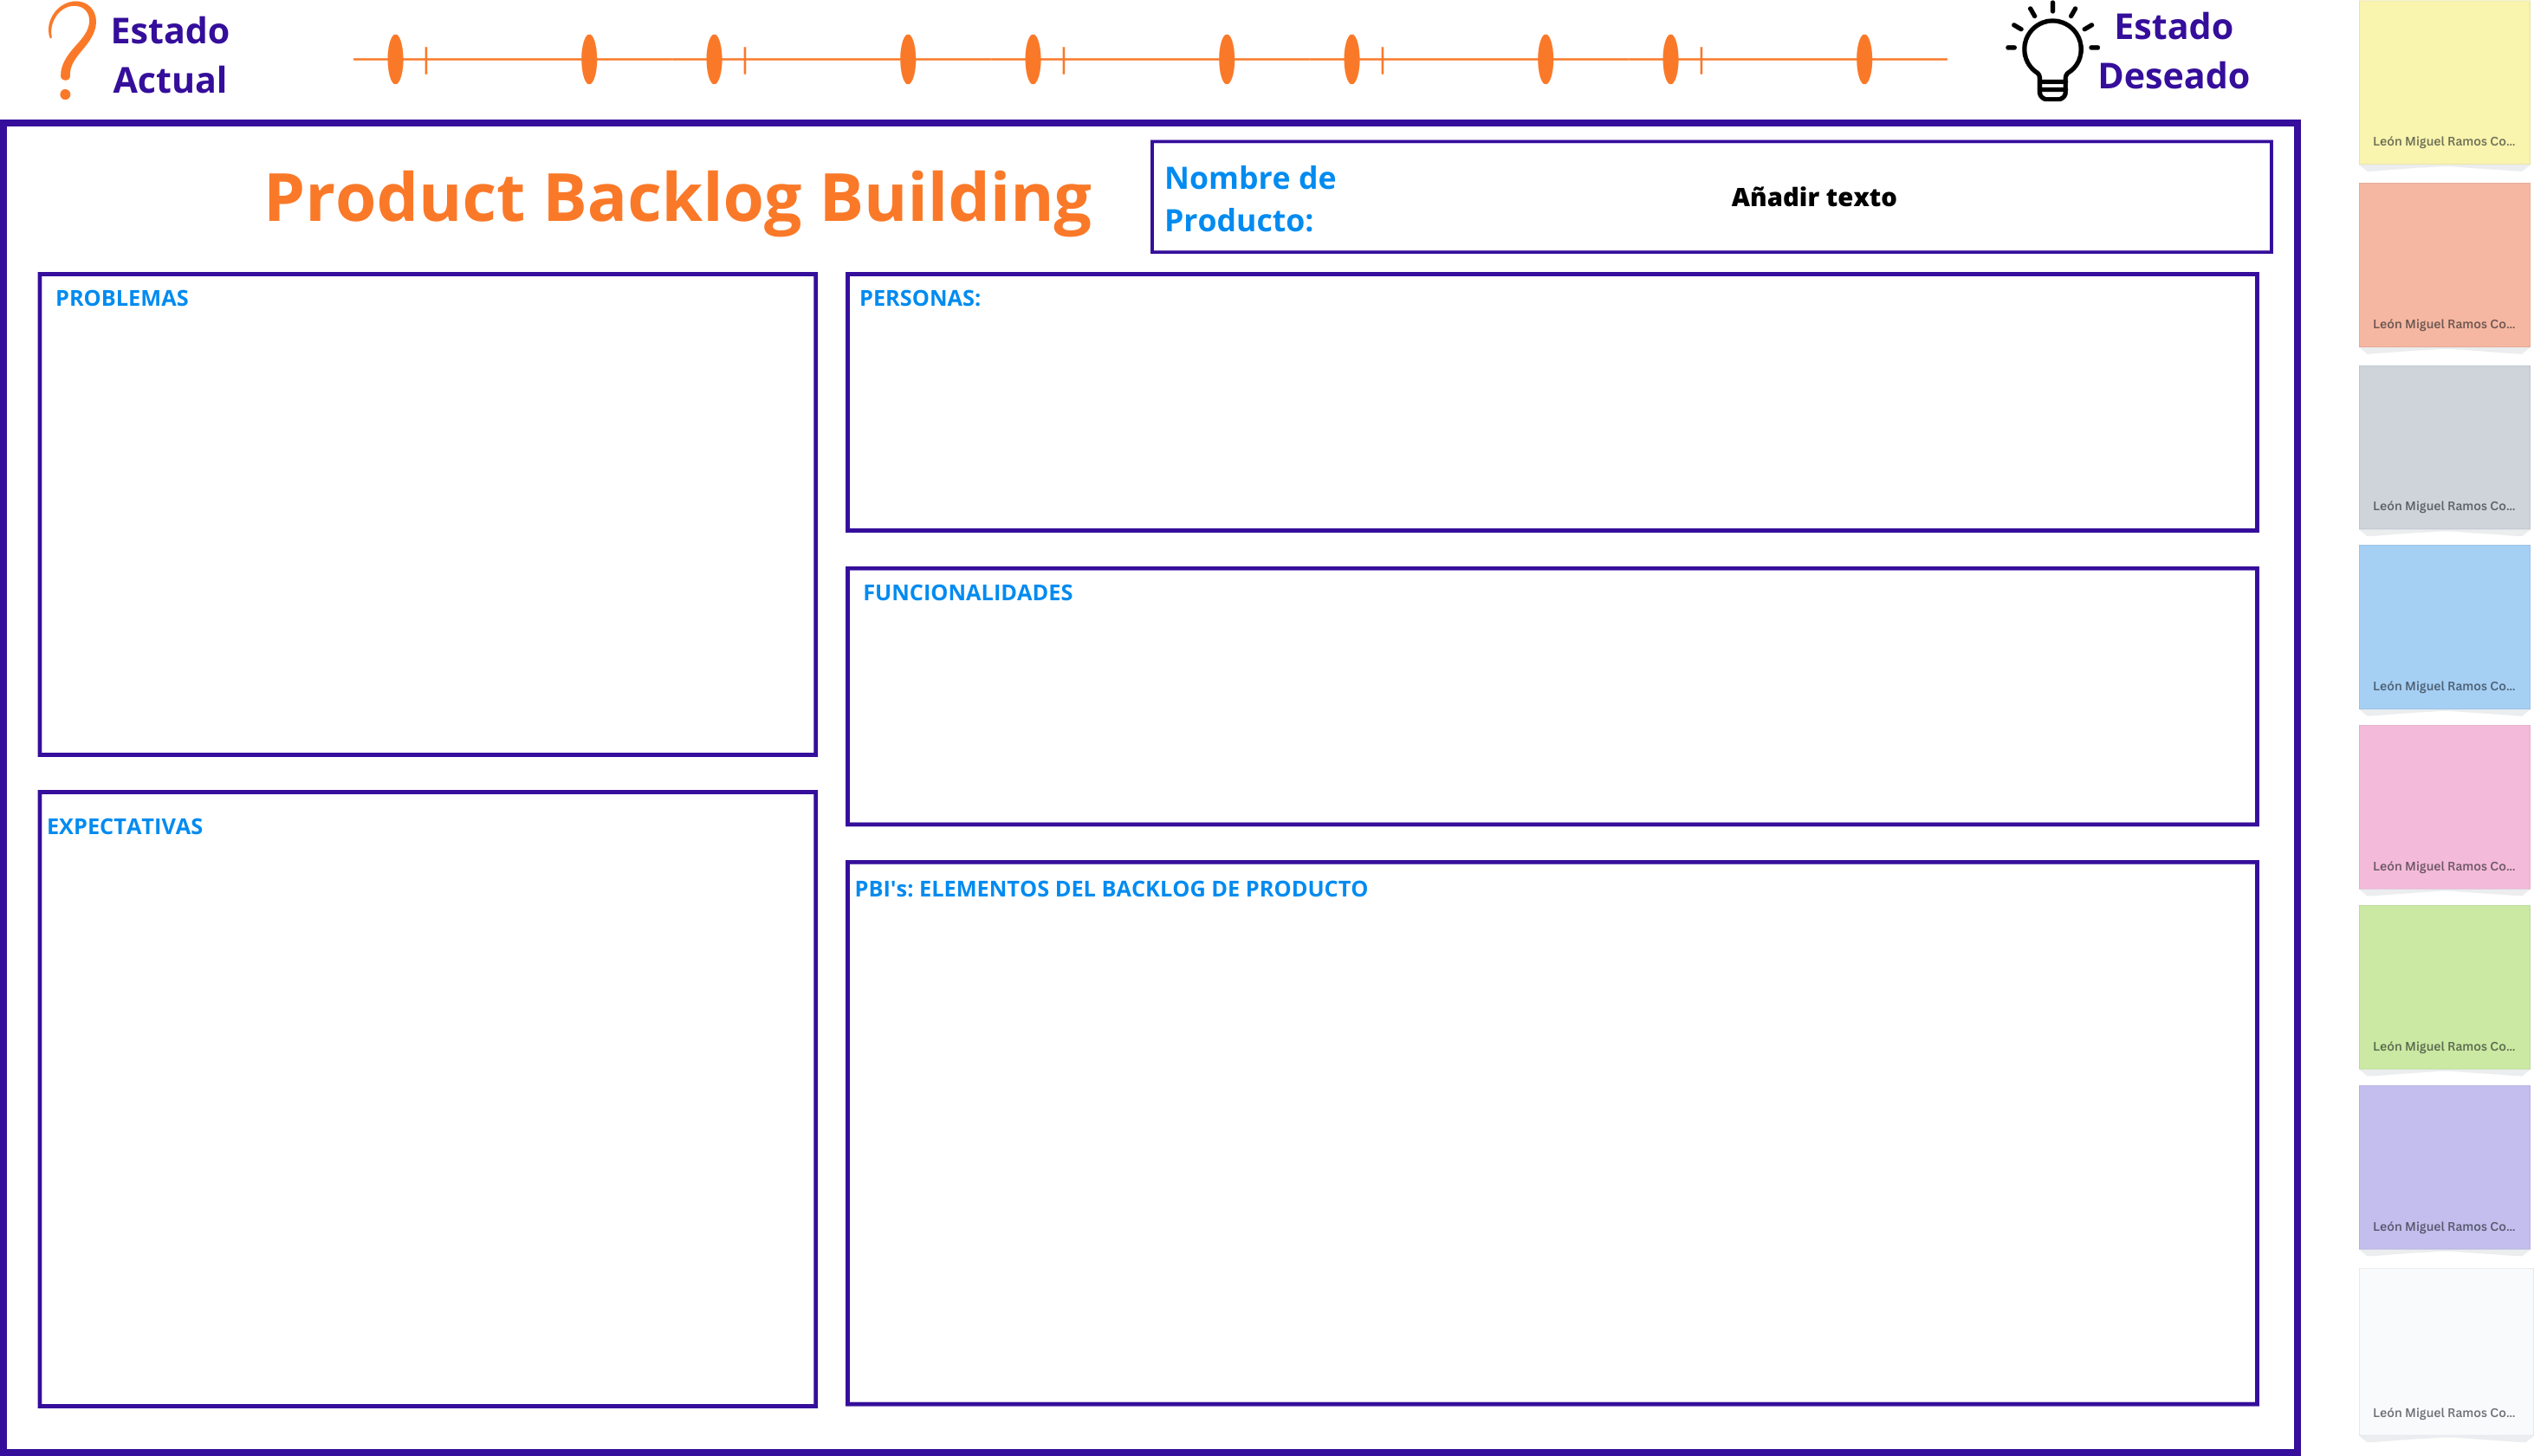 Estado
Actual
Estado
Deseado
Product Backlog Building
Nombre de
Producto:
Añadir texto
PROBLEMAS
PERSONAS:
FUNCIONALIDADES
EXPECTATIVAS
PBI's: ELEMENTOS DEL BACKLOG DE PRODUCTO
León Miguel Ramos Co...
León Miguel Ramos Co...
León Miguel Ramos Co...
León Miguel Ramos Co...
León Miguel Ramos Co...
León Miguel Ramos Co...
León Miguel Ramos Co...
León Miguel Ramos Co...